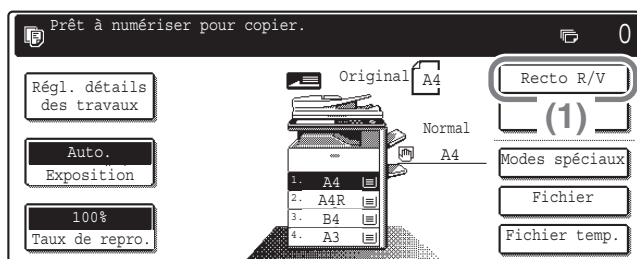 Prêt à numériser pour copier.
0
Régl. détails
des travaux
Auto.
Exposition
100%
Taux de repro.
Original A4
Normal
A4
1. A4
2. A4R
3. B4
4. A3
Recto R/V
(1)
Modes spéciaux
Fichier
Fichier temp.